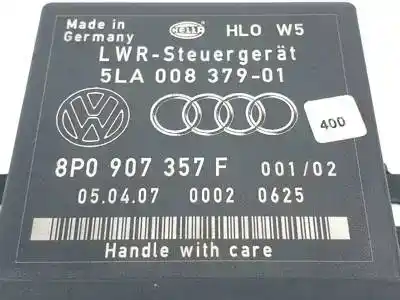 Made in
Germany
HELLA
HLO W5
LWR-Steuergerät
5LA 008 379-01
400
8P0 907 357 F 001/02
05.04.07 0002 0625
Handle with care